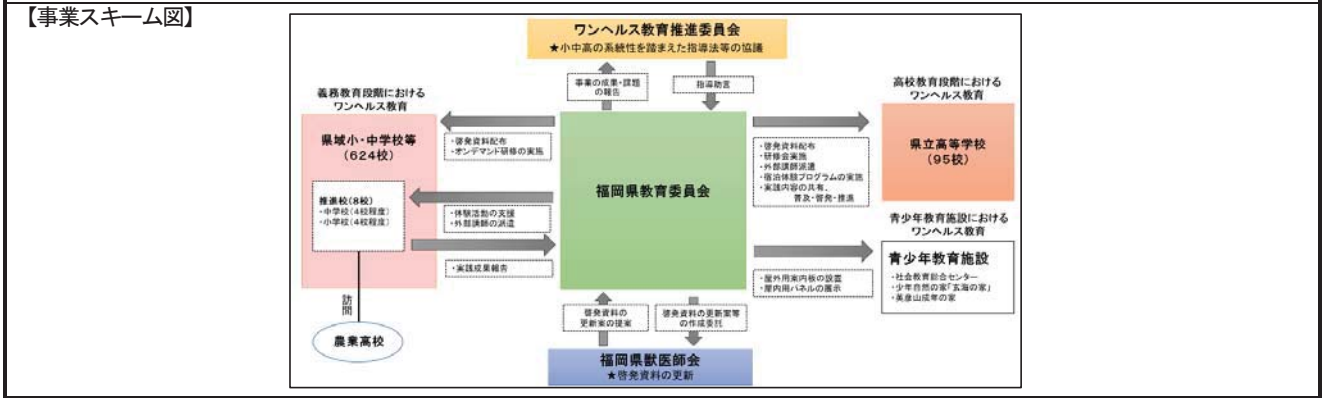 【事業スキーム図】
ワンヘルス教育推進委員会
★小中高の系統性を踏まえた指導法等の協議
事業の成果・課題
の報告
指導助言
義務教育段階における
ワンヘルス教育
県域小・中学校等
（624校）
推進校（8校）
・中学校（4校程度）
・小学校（4校程度）
訪問
農業高校
・啓発資料配布
・オンデマンド研修の実施
・体験活動の支援
・外部講師の派遣
・実践成果報告
福岡県教育委員会
高校教育段階における
ワンヘルス教育
・啓発資料配布
・研修会実施
・外部講師派遣
・宿泊体験プログラムの実施
・実践内容の共有、
普及・啓発・推進
県立高等学校
（95校）
青少年教育施設における
ワンヘルス教育
・屋外用案内板の設置
・屋内用パネルの展示
青少年教育施設
・社会教育総合センター
・少年自然の家「玄海の家」
・英彦山成年の家
啓発資料の
更新案の提案
啓発資料の更新案等
の作成委託
福岡県獣医師会
★啓発資料の更新